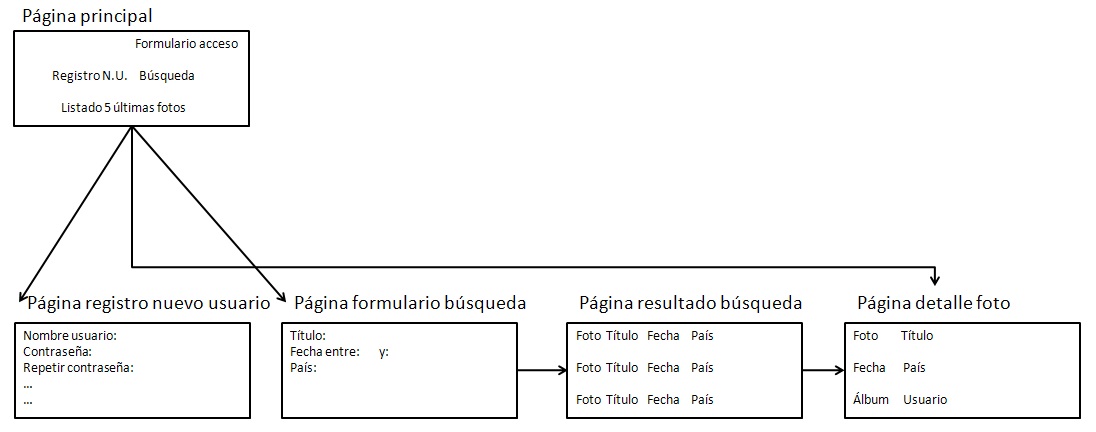 Página principal
Formulario acceso
Registro N.U. Búsqueda
Listado 5 últimas fotos
Página registro nuevo usuario
Nombre usuario:
Contraseña:
Repetir contraseña:
...
...
Página formulario búsqueda
Título:
Fecha entre: y:
País:
Página resultado búsqueda
Foto Título Fecha País
Foto Título Fecha País
Foto Título Fecha País
Página detalle foto
Foto Título
Fecha País
Álbum Usuario